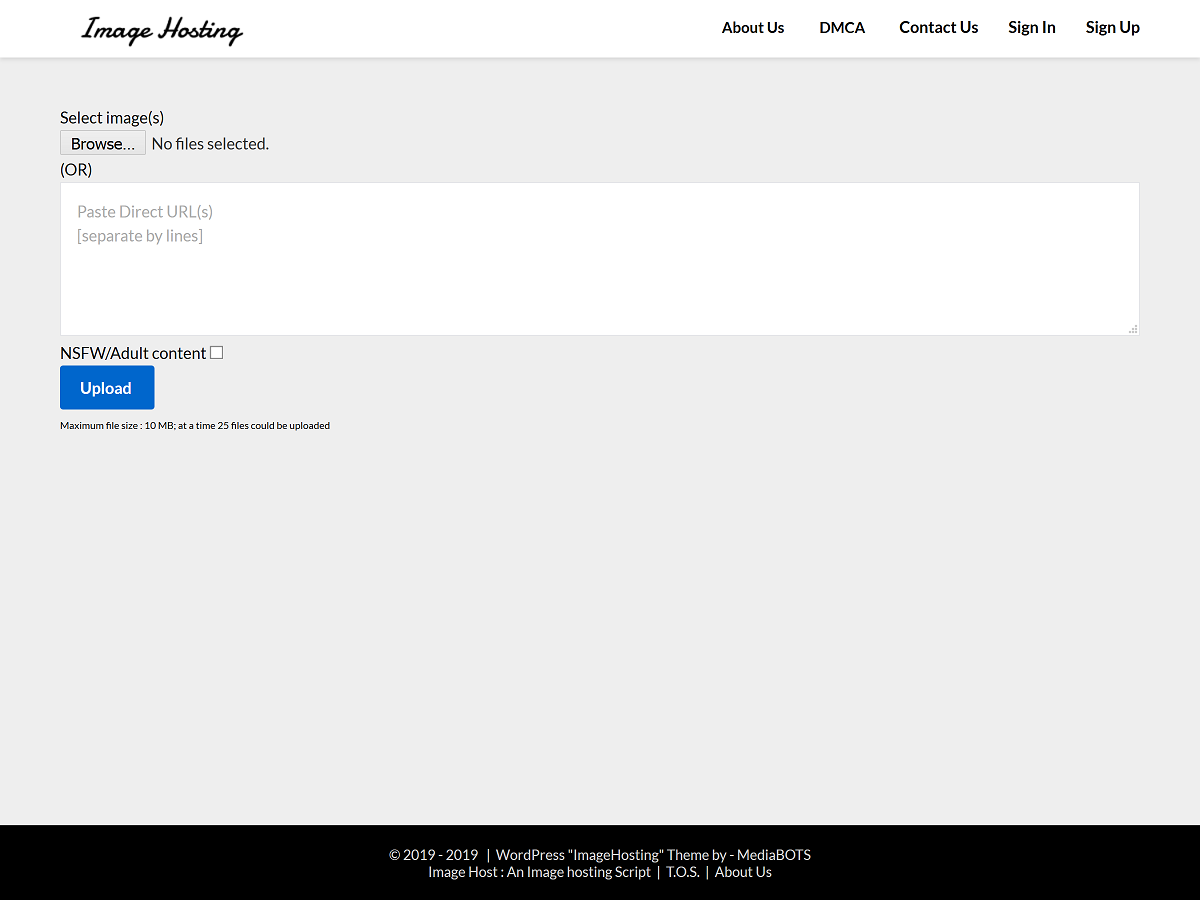 Image Hosting
About Us DMCA Contact Us Sign In Sign Up
Select image(s)
Browse... No files selected.
(OR)
Paste Direct URL(s)
[separate by lines]
NSFW/Adult content
Upload
Maximum file size : 10 MB; at a time 25 files could be uploaded
© 2019 - 2019 | WordPress "ImageHosting" Theme by - MediaBOTS
Image Host : An Image hosting Script | T.O.S. | About Us